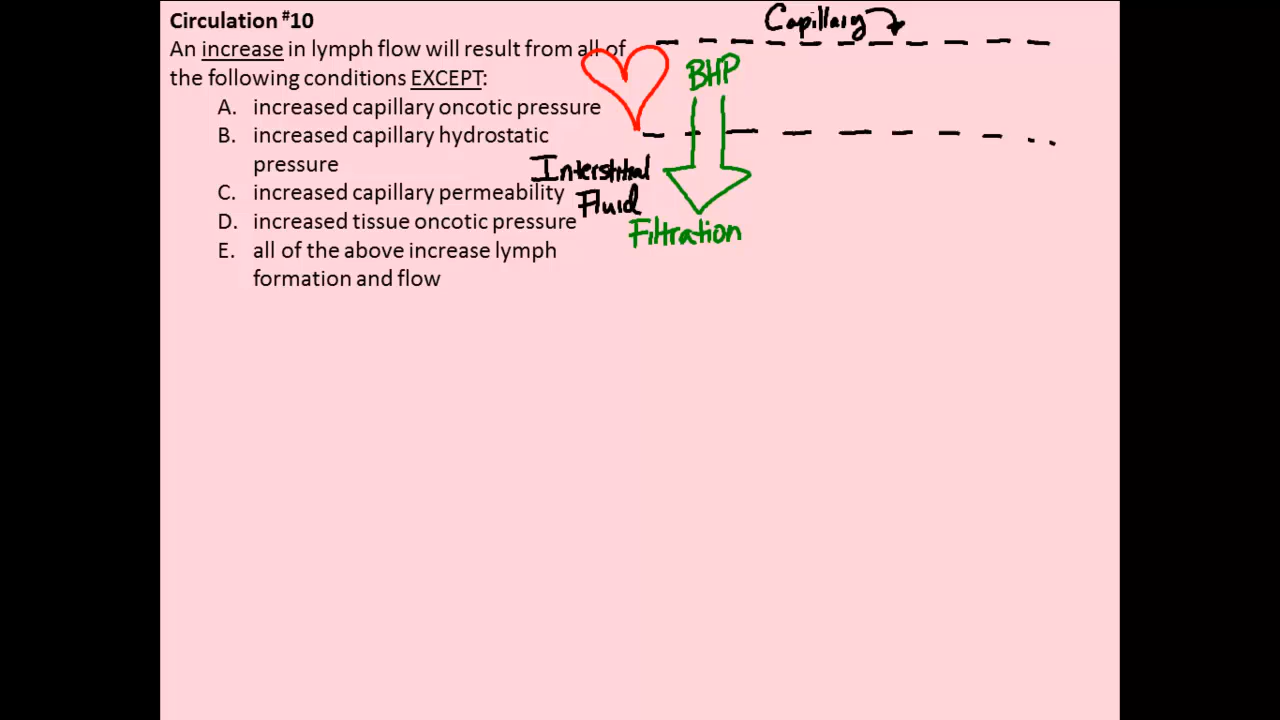 Circulation #10
An increase in lymph flow will result from all of
the following conditions EXCEPT:
A. increased capillary oncotic pressure
B. increased capillary hydrostatic
pressure
C. increased capillary permeability
D. increased tissue oncotic pressure
E. all of the above increase lymph
formation and flow
Capillary
BHP
Interstitial
Fluid
Filtration